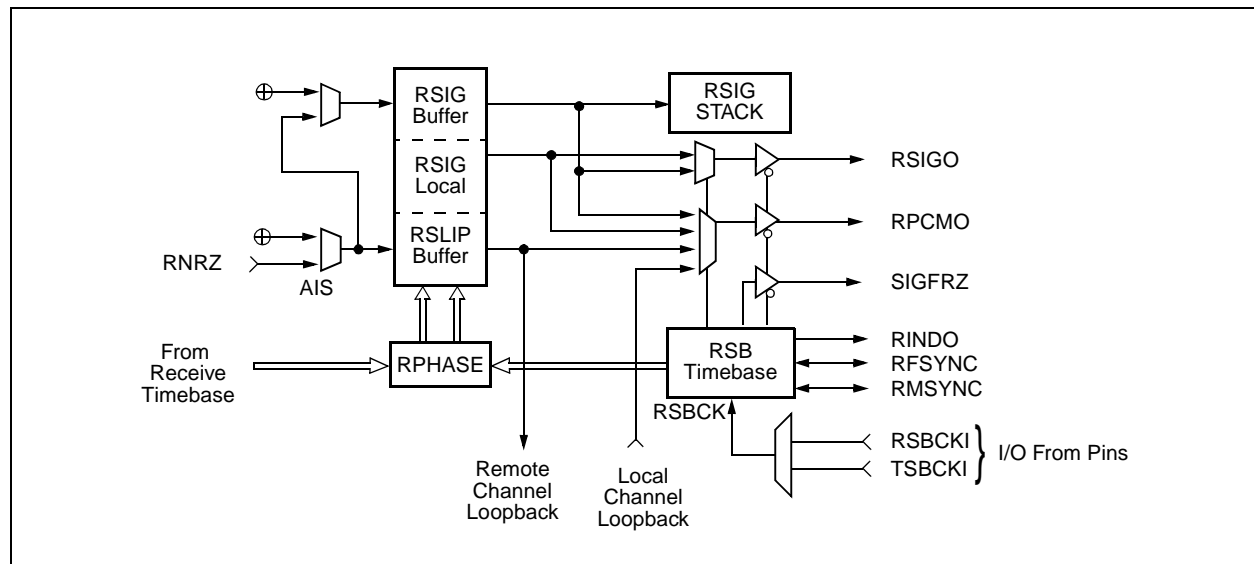 RSIG
Buffer
RSIG
STACK
RSIG
Local
RSIGO
RSLIP
Buffer
RPCMO
RNRZ
AIS
SIGFRZ
From
Receive
Timebase
RPHASE
RSB
Timebase
RINDO
RFSYNC
RMSYNC
RSBCK
RSBCKI
TSBCKI
} I/O From Pins
Remote
Channel
Loopback
Local
Channel
Loopback